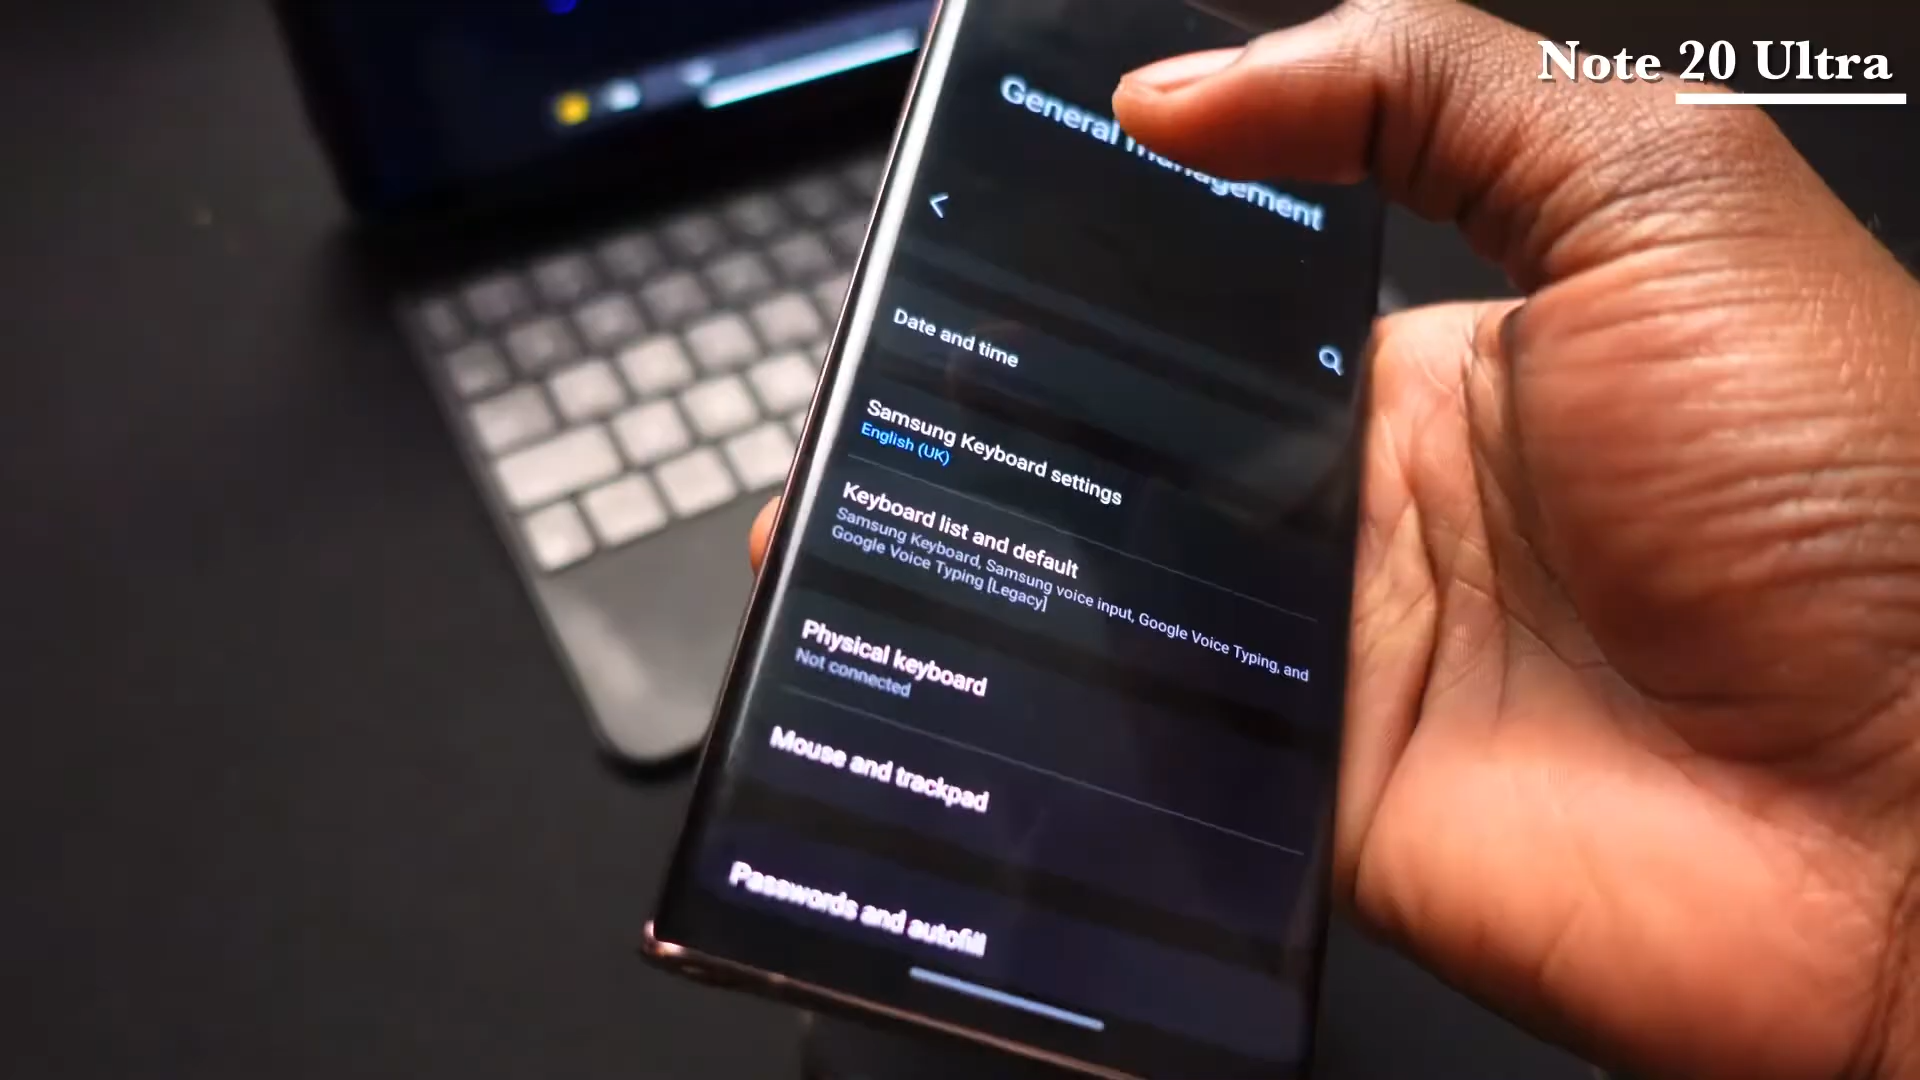 Note 20 Ultra
General management
Date and time
Samsung Keyboard settings
English (UK)
Keyboard list and default
Samsung Keyboard, Samsung voice input, Google Voice Typing, and
Google Voice Typing [Legacy]
Physical keyboard
Not connected
Mouse and trackpad
Passwords and autofill